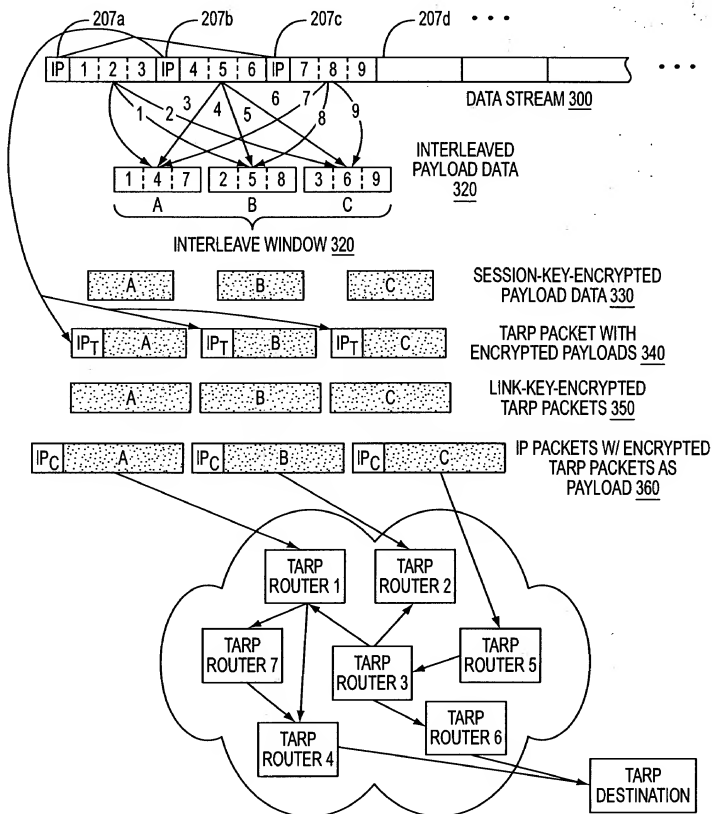 207a 207b 207c 207d • • •
IP 1 2 3 IP 4 5 6 IP 7 8 9 • • •
DATA STREAM 300
1 2 3 4 5 6 7 8 9
INTERLEAVED
PAYLOAD DATA
320
1 4 7 2 5 8 3 6 9
A B C
INTERLEAVE WINDOW 320
A B C
SESSION-KEY-ENCRYPTED
PAYLOAD DATA 330
IPT A IPT B IPT C
TARP PACKET WITH
ENCRYPTED PAYLOADS 340
A B C
LINK-KEY-ENCRYPTED
TARP PACKETS 350
IPC A IPC B IPC C
IP PACKETS W/ ENCRYPTED
TARP PACKETS AS
PAYLOAD 360
TARP
ROUTER 1
TARP
ROUTER 2
TARP
ROUTER 7
TARP
ROUTER 3
TARP
ROUTER 5
TARP
ROUTER 4
TARP
ROUTER 6
TARP
DESTINATION